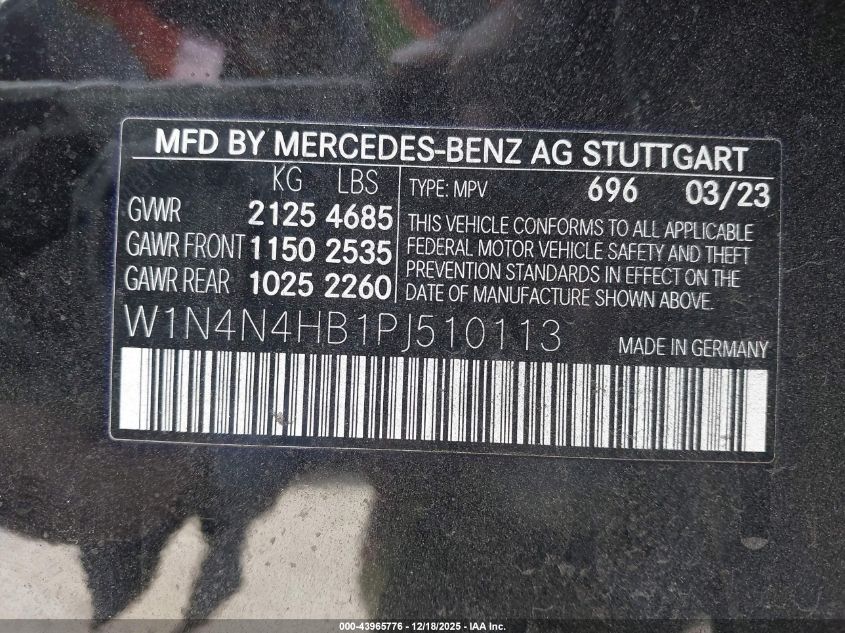 MFD BY MERCEDES-BENZ AG STUTTGART
KG LBS
GVWR 2125 4685
GAWR FRONT 1150 2535
GAWR REAR 1025 2260
TYPE: MPV 696 03/23
THIS VEHICLE CONFORMS TO ALL APPLICABLE
FEDERAL MOTOR VEHICLE SAFETY AND THEFT
PREVENTION STANDARDS IN EFFECT ON THE
DATE OF MANUFACTURE SHOWN ABOVE.
W1N4N4HB1PJ510113
MADE IN GERMANY
000-43965776 | 12/18/2025 | IAA Inc.